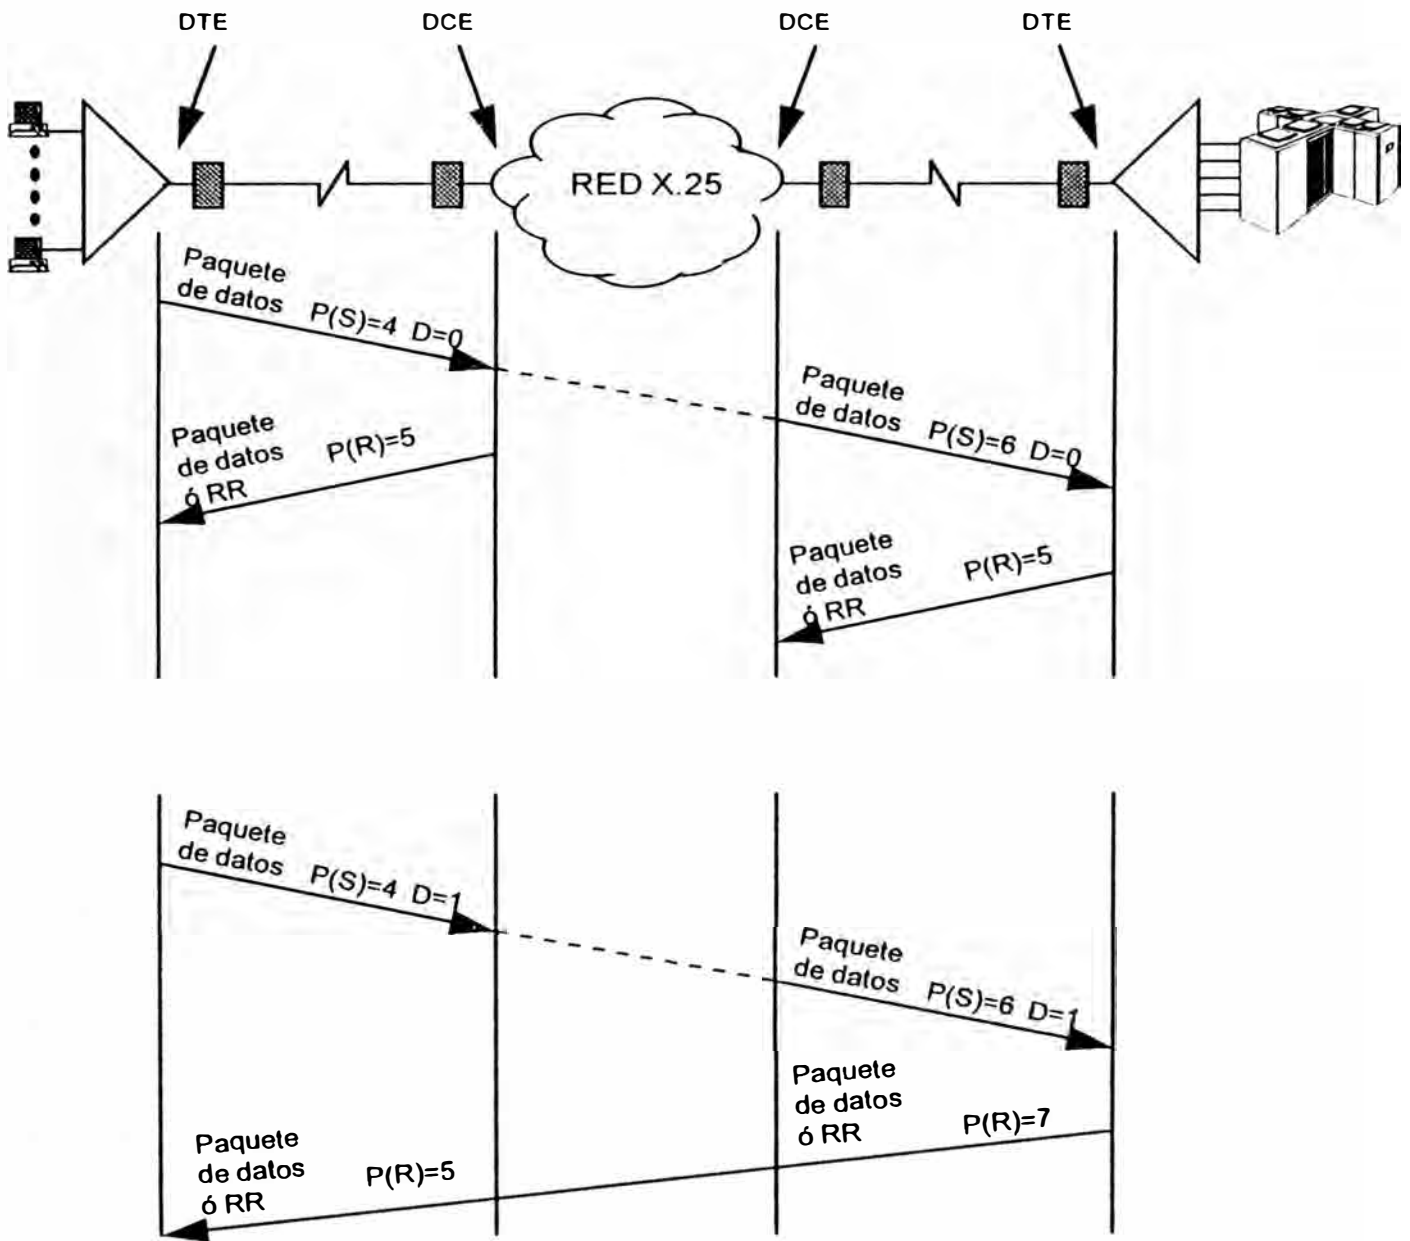 DTE
DCE
DCE
DTE
RED X.25
Paquete
de datos P(S)=4 D=0
Paquete
de datos P(S)=6 D=0
Paquete
de datos P(R)=5
ó RR
Paquete
de datos P(R)=5
ó RR
Paquete
de datos P(S)=4 D=1
Paquete
de datos P(S)=6 D=1
Paquete
de datos P(R)=7
ó RR
Paquete
de datos P(R)=5
ó RR